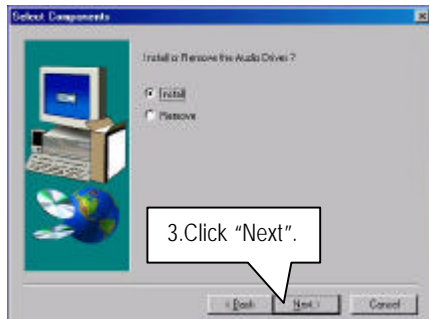 Select Components
Install or Remove the Audio Driver ?
Install
Remove
3.Click “Next”.
< Back
Next >
Cancel